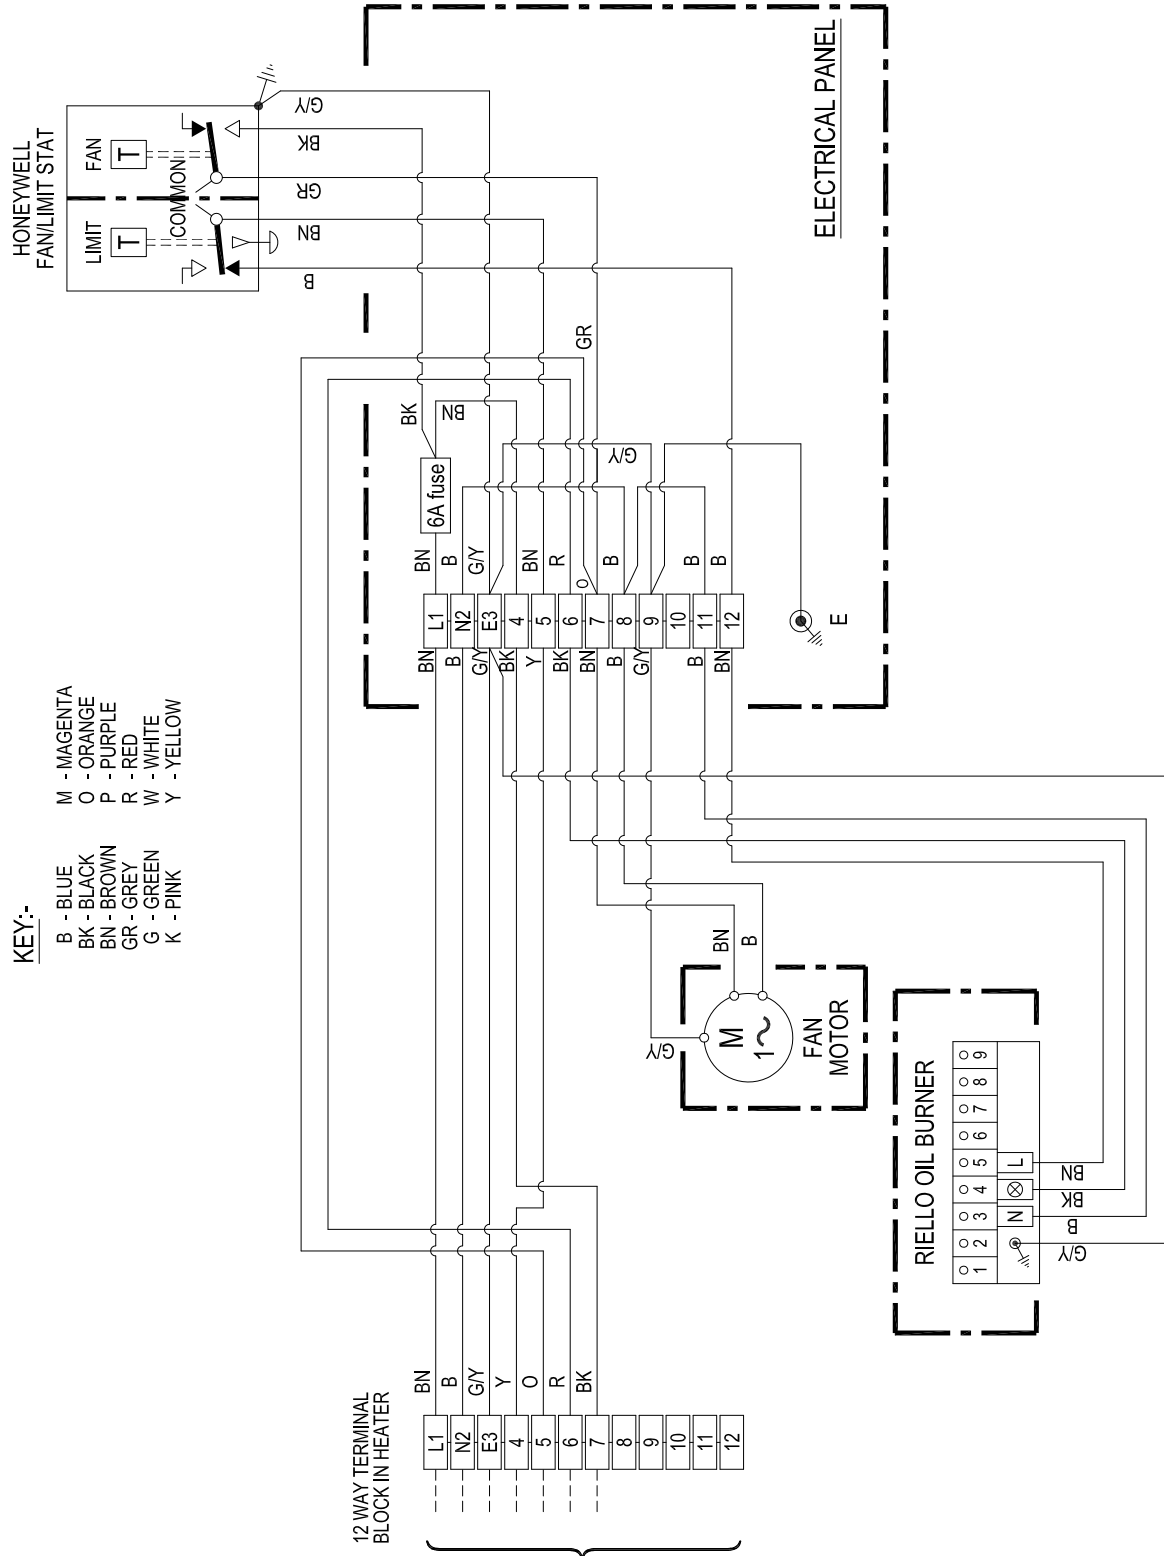 HONEYWELL
FAN/LIMIT STAT
LIMIT
FAN
T
T
COMMON
B
BN
GR
BK
G/Y
ELECTRICAL PANEL
BK
BN
GR
G/Y
6A fuse
BN
B
G/Y
BN
R
O
B
B
B
L1
N2
E3
4
5
6
7
8
9
10
11
12
BN
B
G/Y
BK
Y
BK
BN
B
G/Y
B
BN
E
KEY:-
B - BLUE
BK - BLACK
BN - BROWN
GR - GREY
G - GREEN
K - PINK
M - MAGENTA
O - ORANGE
P - PURPLE
R - RED
W - WHITE
Y - YELLOW
BN
B
G/Y
M
1~
FAN
MOTOR
RIELLO OIL BURNER
1 2 3 4 5 6 7 8 9
N L
G/Y
B
BK
BN
12 WAY TERMINAL
BLOCK IN HEATER
BN
B
G/Y
Y
O
R
BK
L1
N2
E3
4
5
6
7
8
9
10
11
12